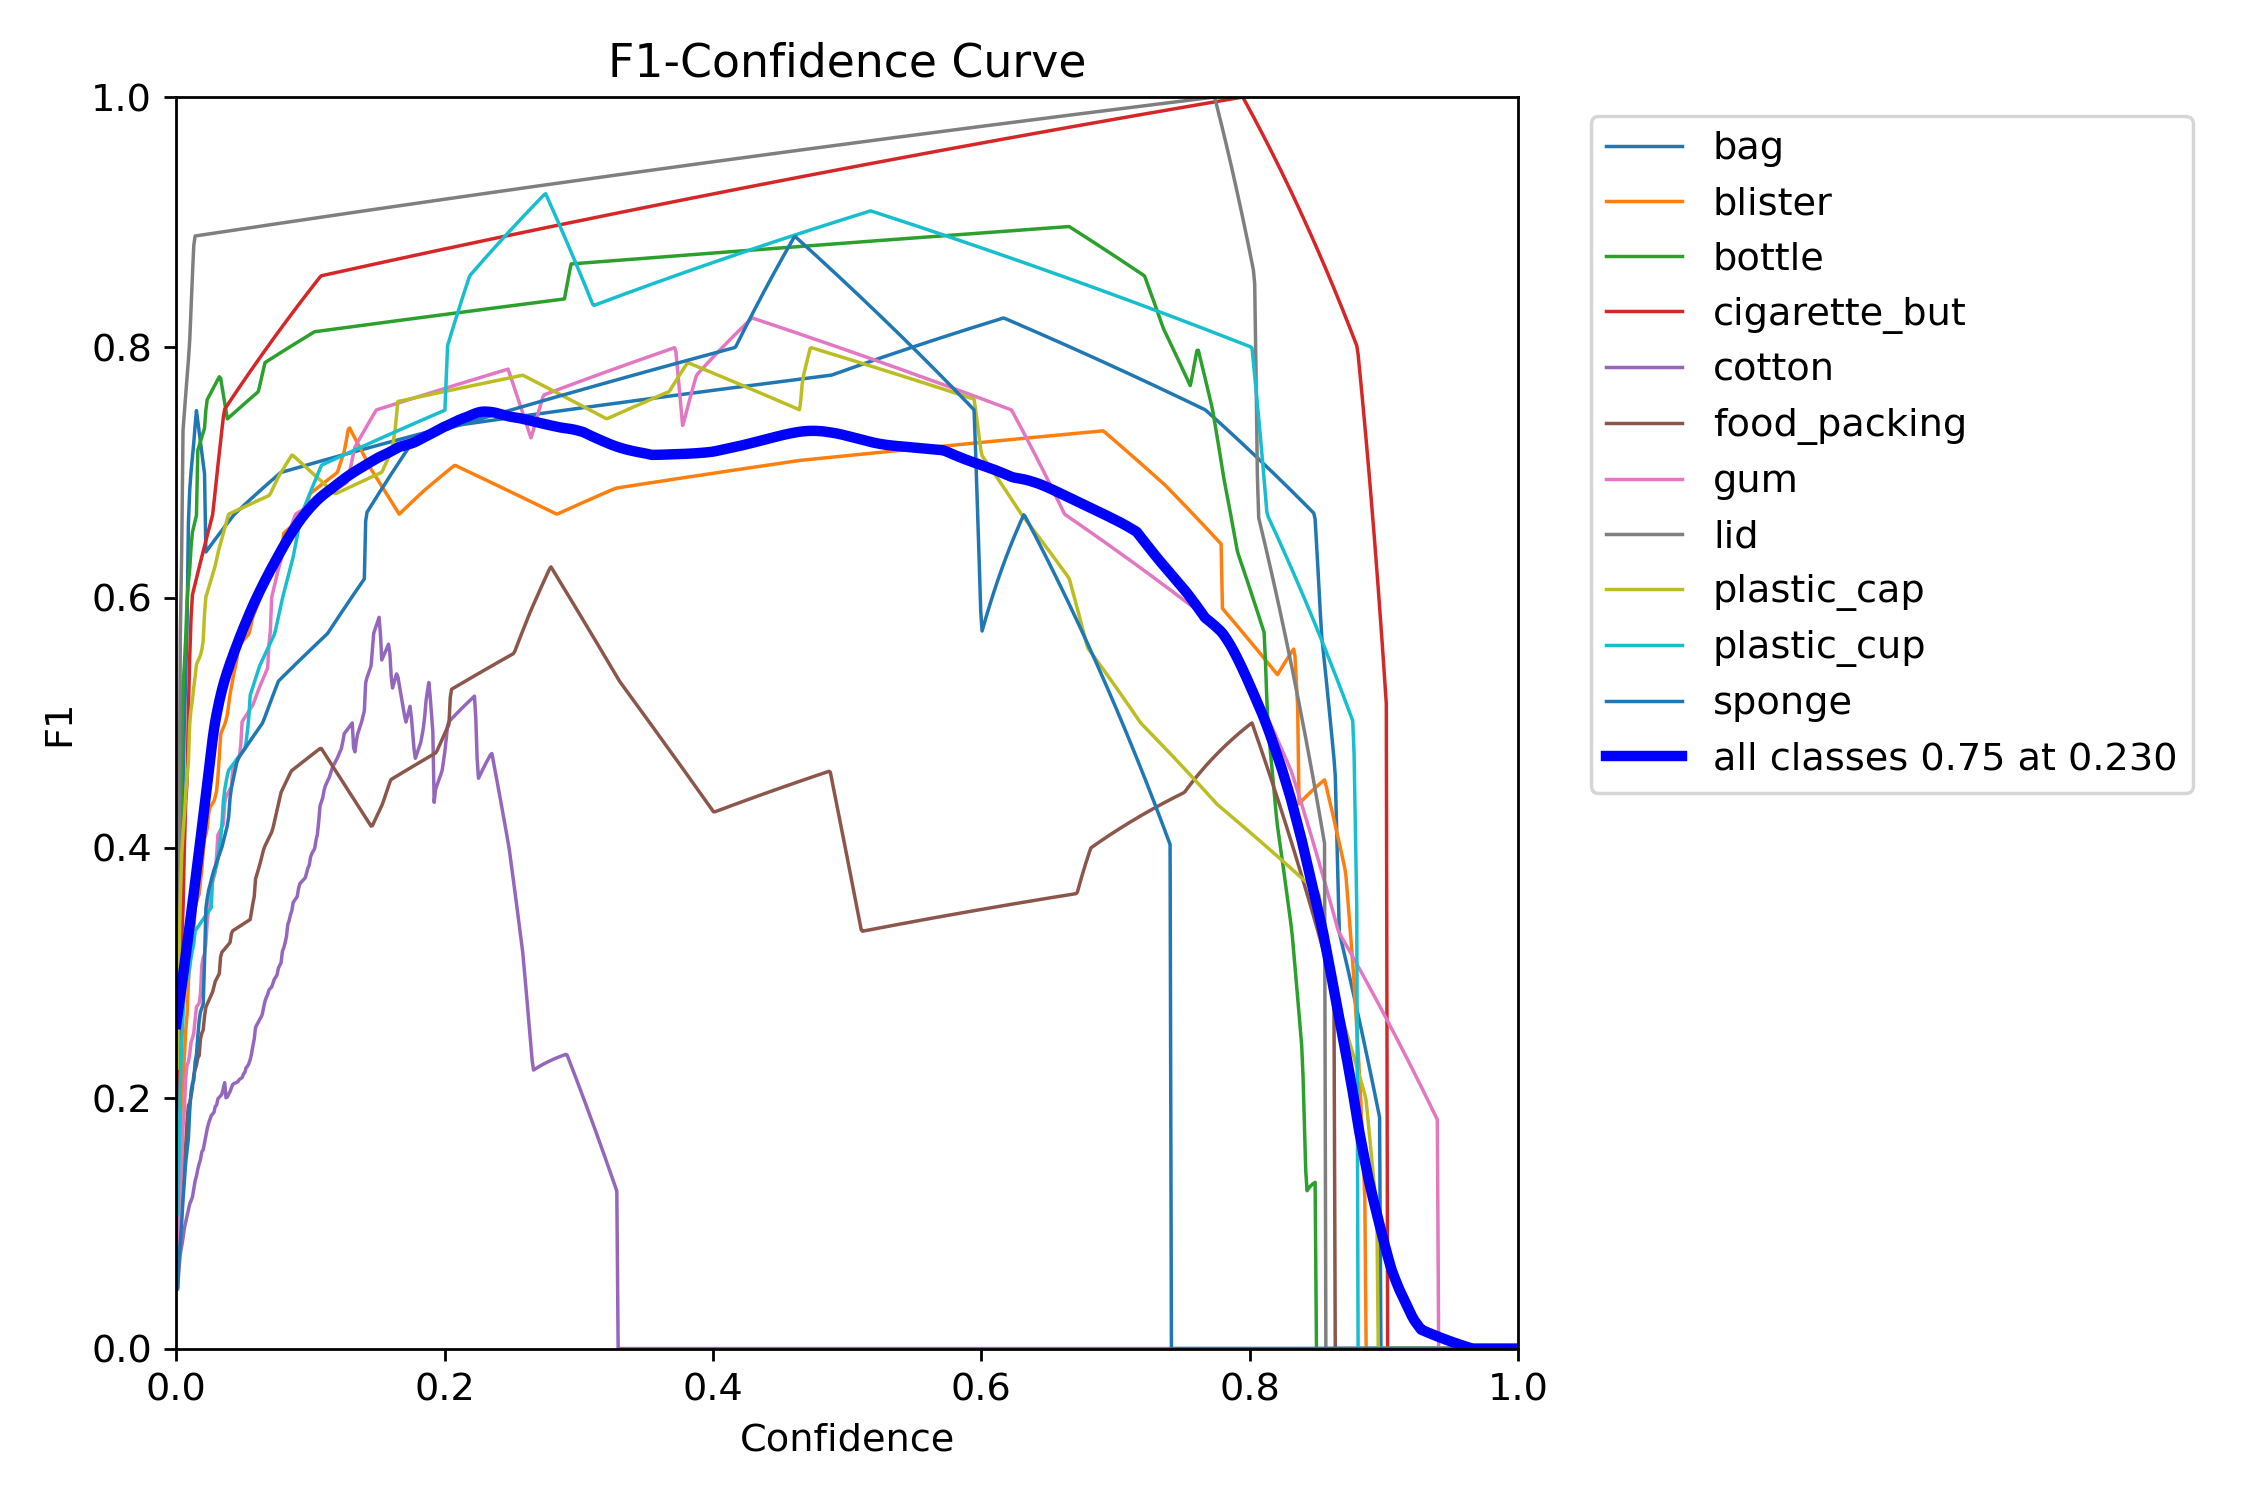 F1-Confidence Curve
1.0
0.8
0.6
0.4
0.2
0.0
F1
0.0 0.2 0.4 0.6 0.8 1.0
Confidence
bag
blister
bottle
cigarette_but
cotton
food_packing
gum
lid
plastic_cap
plastic_cup
sponge
all classes 0.75 at 0.230